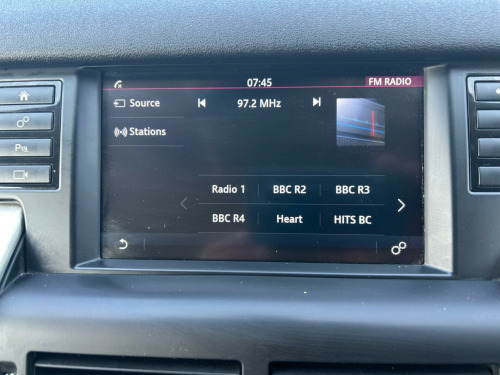 07:45 FM RADIO
Source 97.2 MHz
Stations
Radio 1 BBC R2 BBC R3
BBC R4 Heart HITS BC